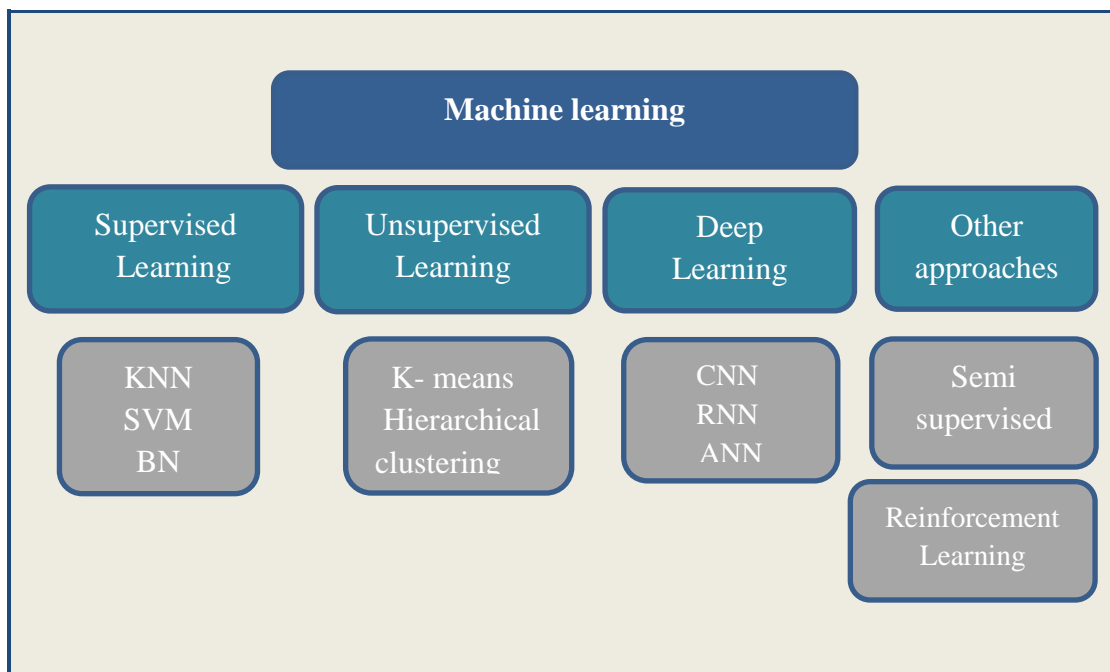 Machine learning
Supervised
Learning
Unsupervised
Learning
Deep
Learning
Other
approaches
KNN
SVM
BN
K- means
Hierarchical
clustering
CNN
RNN
ANN
Semi
supervised
Reinforcement
Learning